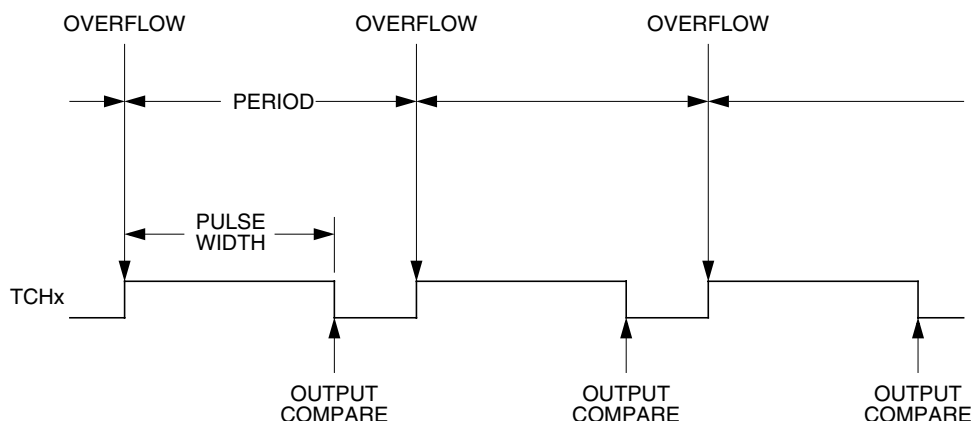 OVERFLOW
OVERFLOW
OVERFLOW
PERIOD
PULSE
WIDTH
TCHx
OUTPUT
COMPARE
OUTPUT
COMPARE
OUTPUT
COMPARE